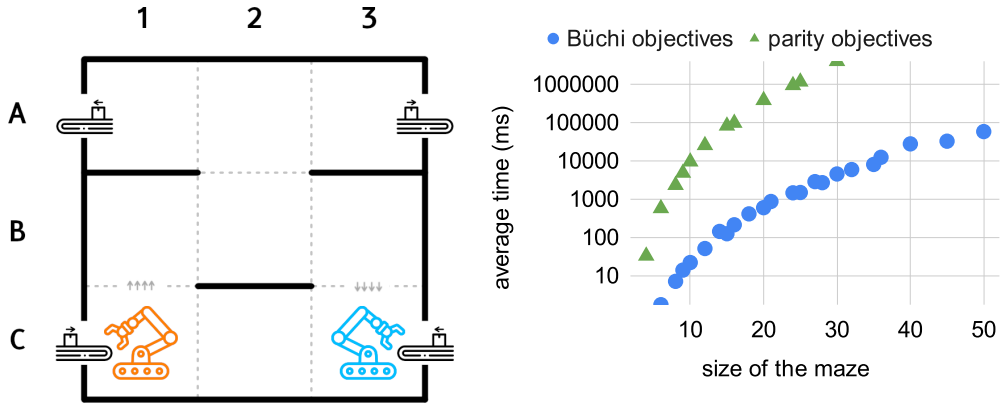 1 2 3
A
B
C
Büchi objectives parity objectives
average time (ms)
1000000
100000
10000
1000
100
10
10 20 30 40 50
size of the maze